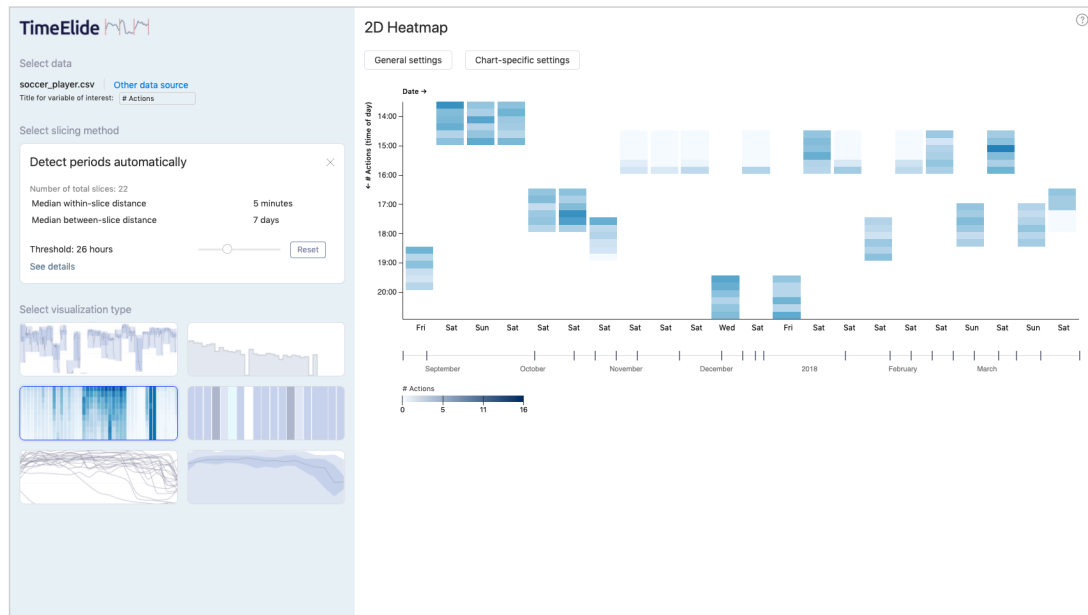 TimeElide
Select data
soccer_player.csv Other data source
Title for variable of interest: # Actions
Select slicing method
Detect periods automatically
Number of total slices: 22
Median within-slice distance 5 minutes
Median between-slice distance 7 days
Threshold: 26 hours Reset
See details
Select visualization type
2D Heatmap
?
General settings Chart-specific settings
Date →
← # Actions (time of day)
14:00
15:00
16:00
17:00
18:00
19:00
20:00
Fri Sat Sun Sat Sat Sat Sat Sat Sat Sat Wed Sat Fri Sat Sat Sat Sat Sat Sun Sat Sun Sat
September October November December 2018 February March
# Actions
0 5 11 16